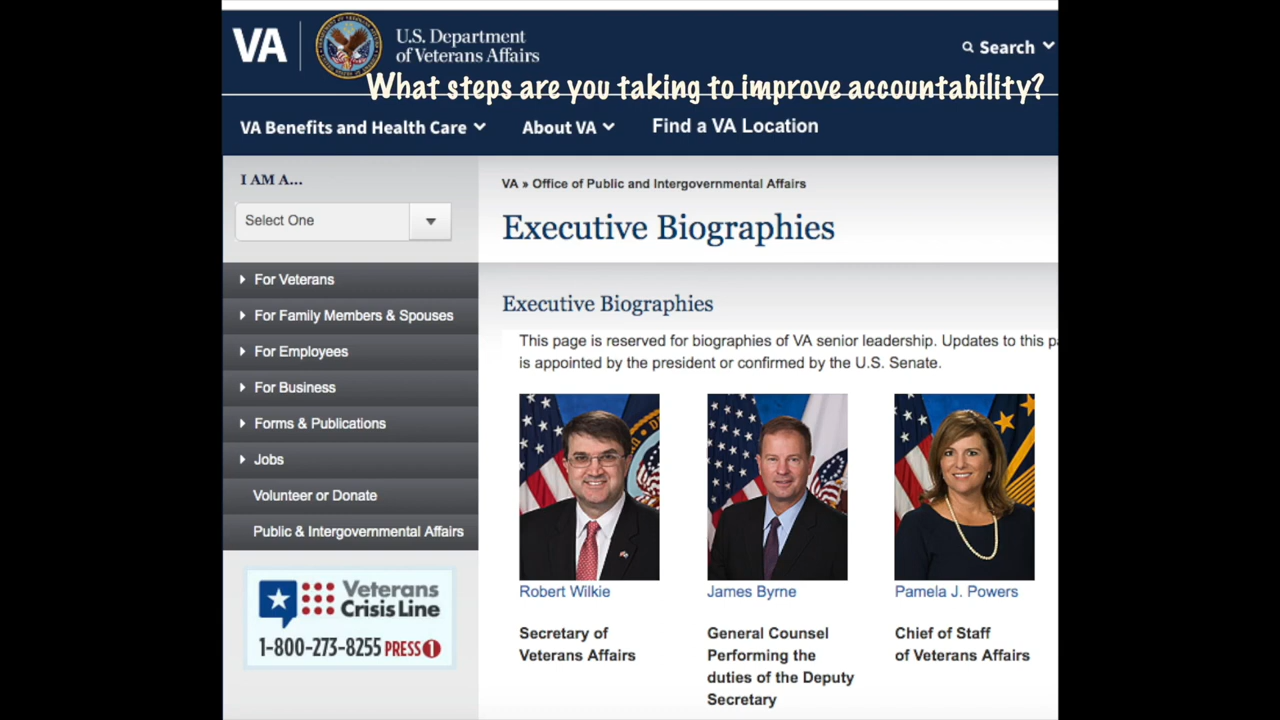 VA
U.S. Department
of Veterans Affairs
Search
What steps are you taking to improve accountability?
VA Benefits and Health Care
About VA
Find a VA Location
I AM A...
Select One
For Veterans
For Family Members & Spouses
For Employees
For Business
Forms & Publications
Jobs
Volunteer or Donate
Public & Intergovernmental Affairs
Veterans
Crisis Line
1-800-273-8255 PRESS 1
VA » Office of Public and Intergovernmental Affairs
Executive Biographies
Executive Biographies
This page is reserved for biographies of VA senior leadership. Updates to this
is appointed by the president or confirmed by the U.S. Senate.
Robert Wilkie
Secretary of
Veterans Affairs
James Byrne
General Counsel
Performing the
duties of the Deputy
Secretary
Pamela J. Powers
Chief of Staff
of Veterans Affairs